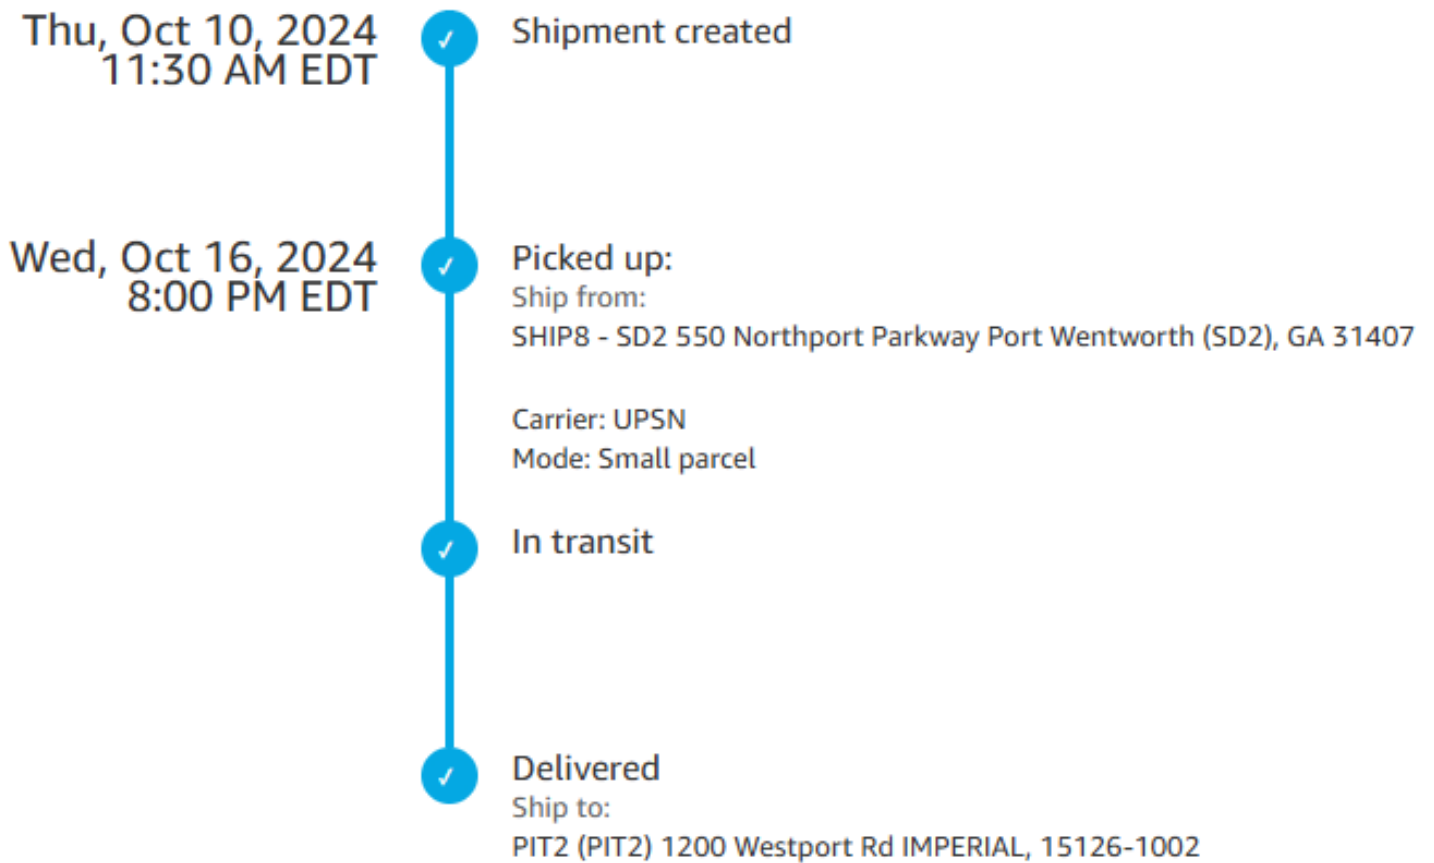 Thu, Oct 10, 2024
11:30 AM EDT
Shipment created
Wed, Oct 16, 2024
8:00 PM EDT
Picked up:
Ship from:
SHIP8 - SD2 550 Northport Parkway Port Wentworth (SD2), GA 31407
Carrier: UPSN
Mode: Small parcel
In transit
Delivered
Ship to:
PIT2 (PIT2) 1200 Westport Rd IMPERIAL, 15126-1002